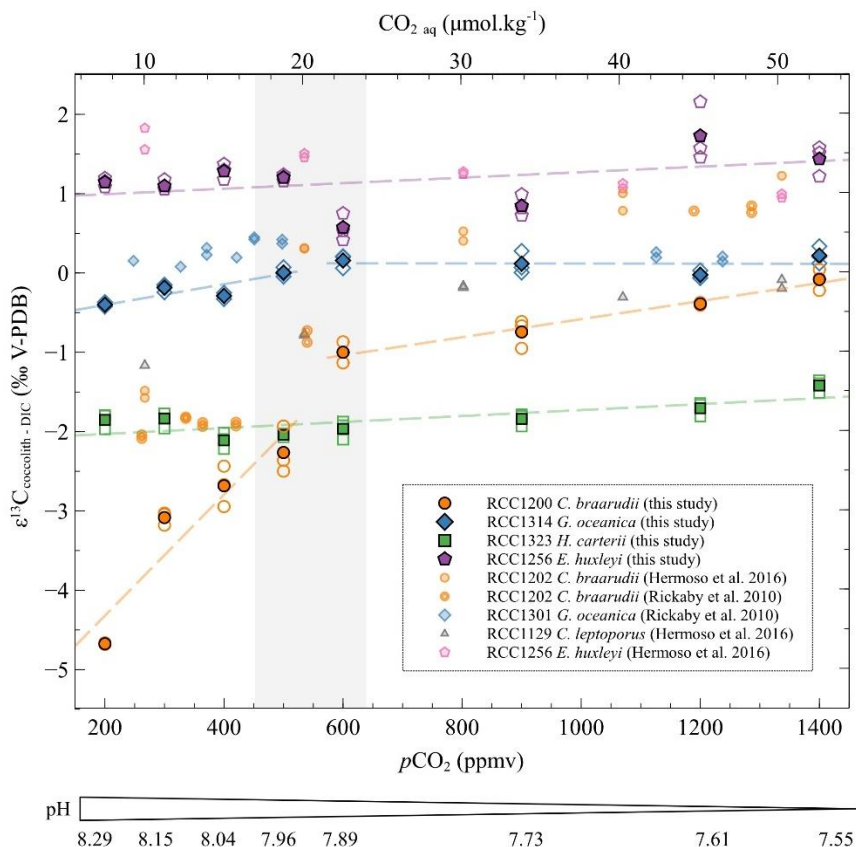 CO2 aq (μmol.kg-1)
10 20 30 40 50
2
1
0
−1
−2
−3
−4
−5
ε13Ccoccolith - DIC (‰ V-PDB)
RCC1200 C. braarudii (this study)
RCC1314 G. oceanica (this study)
RCC1323 H. carterii (this study)
RCC1256 E. huxleyi (this study)
RCC1202 C. braarudii (Hermoso et al. 2016)
RCC1202 C. braarudii (Rickaby et al. 2010)
RCC1301 G. oceanica (Rickaby et al. 2010)
RCC1129 C. leptoporus (Hermoso et al. 2016)
RCC1256 E. huxleyi (Hermoso et al. 2016)
200 400 600 800 1000 1200 1400
pCO2 (ppmv)
pH
8.29 8.15 8.04 7.96 7.89 7.73 7.61 7.55